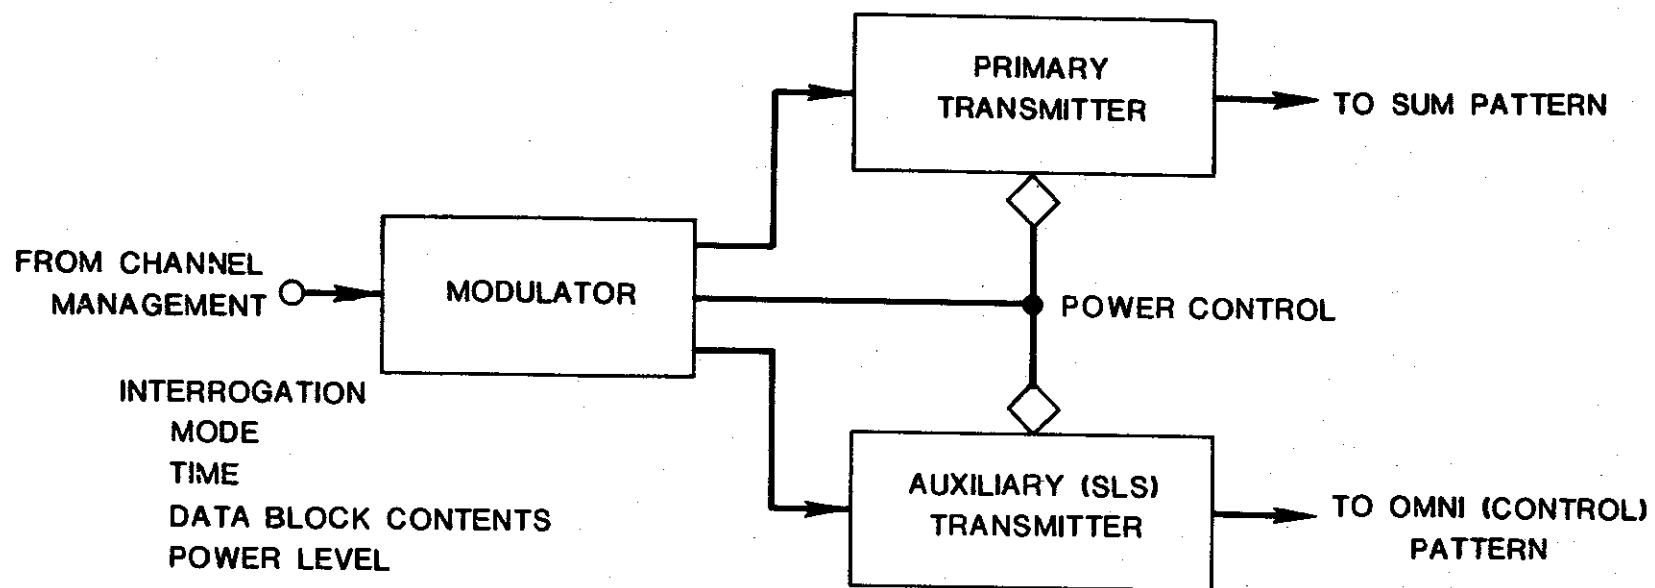 PRIMARY
TRANSMITTER
TO SUM PATTERN
FROM CHANNEL
MANAGEMENT
MODULATOR
POWER CONTROL
INTERROGATION
MODE
TIME
DATA BLOCK CONTENTS
POWER LEVEL
AUXILIARY (SLS)
TRANSMITTER
TO OMNI (CONTROL)
PATTERN